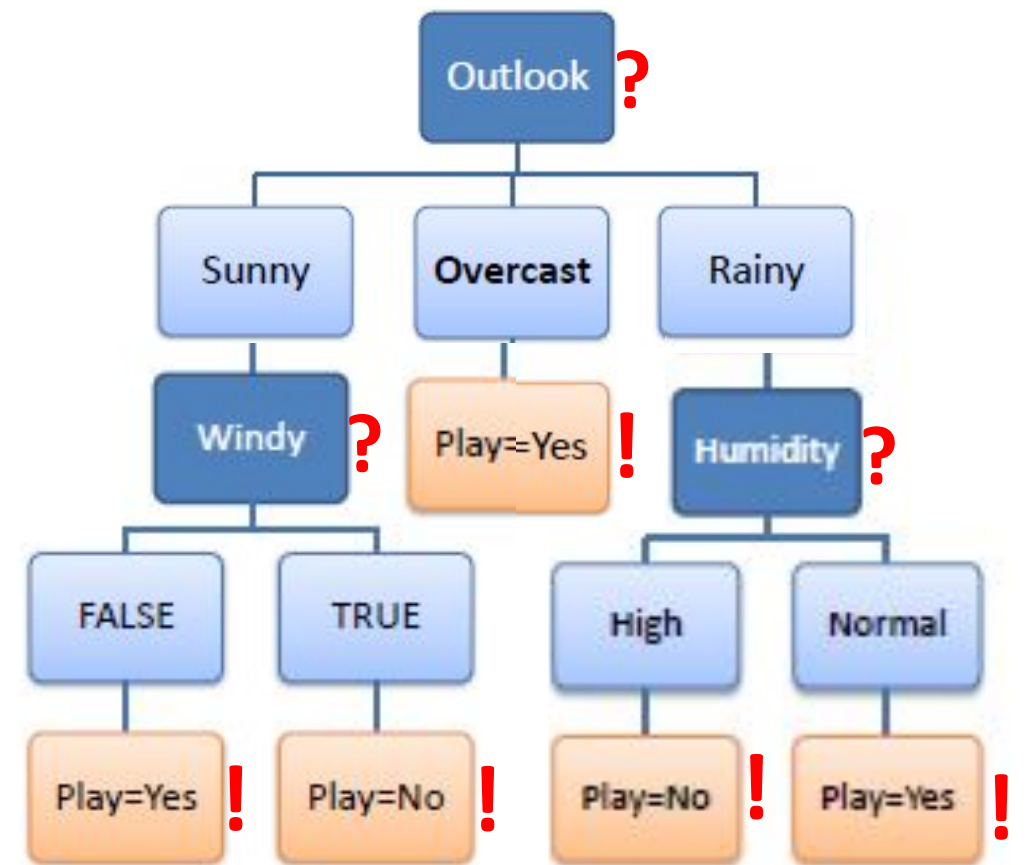 Outlook ?
Sunny
Overcast
Rainy
Windy ?
Play==Yes !
Humidity ?
FALSE
TRUE
High
Normal
Play=Yes !
Play=No !
Play=No !
Play=Yes !